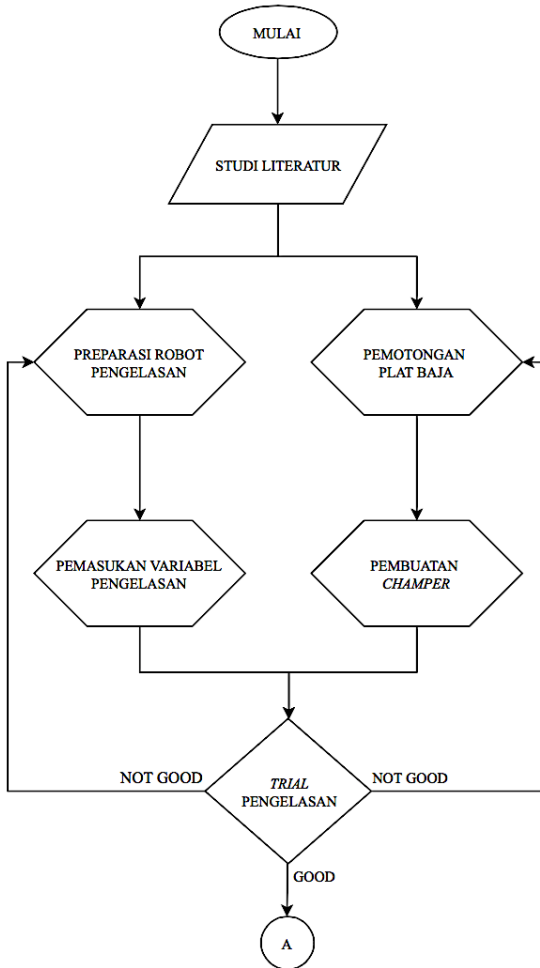 MULAI
STUDI LITERATUR
PREPARASI ROBOT
PENGELASAN
PEMOTONGAN
PLAT BAJA
PEMASUKAN VARIABEL
PENGELASAN
PEMBUATAN
CHAMPER
NOT GOOD
TRIAL
PENGELASAN
NOT GOOD
GOOD
A